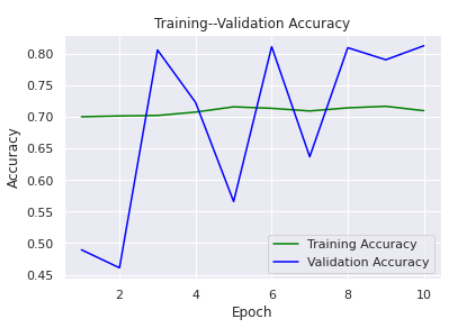 Training--Validation Accuracy
Accuracy
0.80
0.75
0.70
0.65
0.60
0.55
0.50
0.45
Training Accuracy
Validation Accuracy
2 4 6 8 10
Epoch